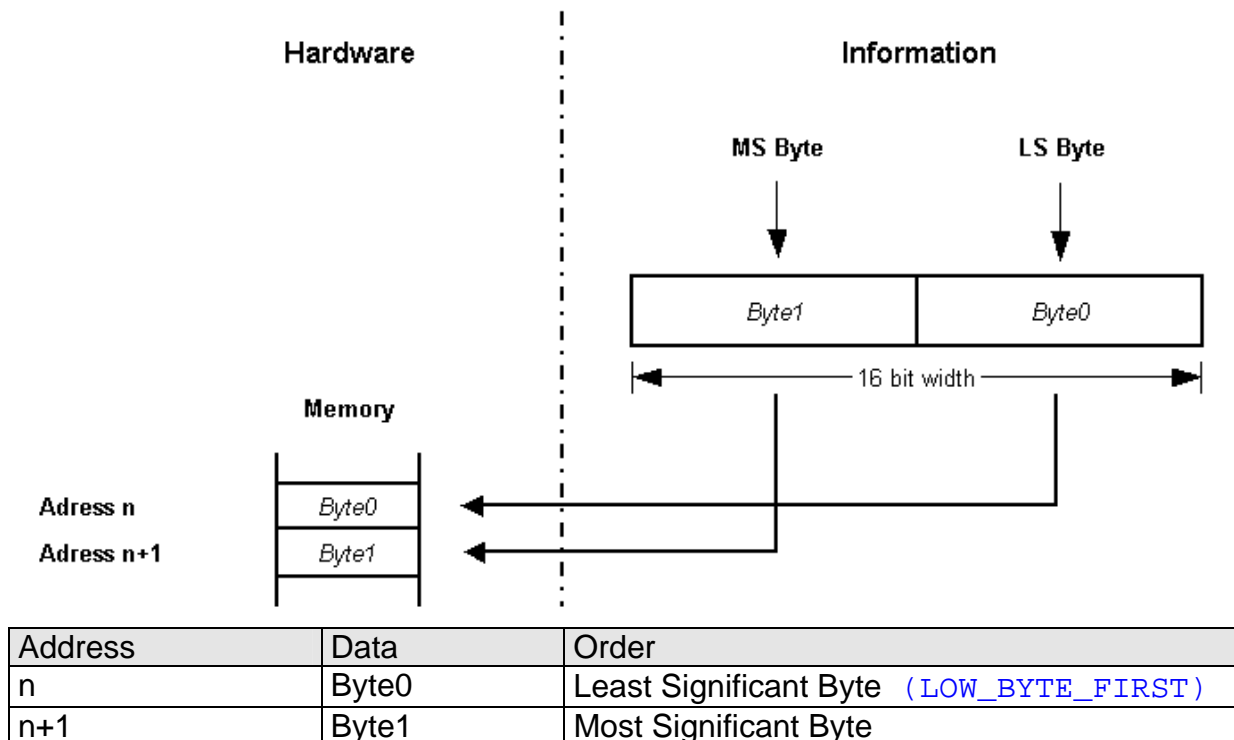 Hardware
Information
MS Byte
LS Byte
Byte1
Byte0
16 bit width
Memory
Adress n
Byte0
Adress n+1
Byte1
Address Data Order
n Byte0 Least Significant Byte (LOW_BYTE_FIRST)
n+1 Byte1 Most Significant Byte